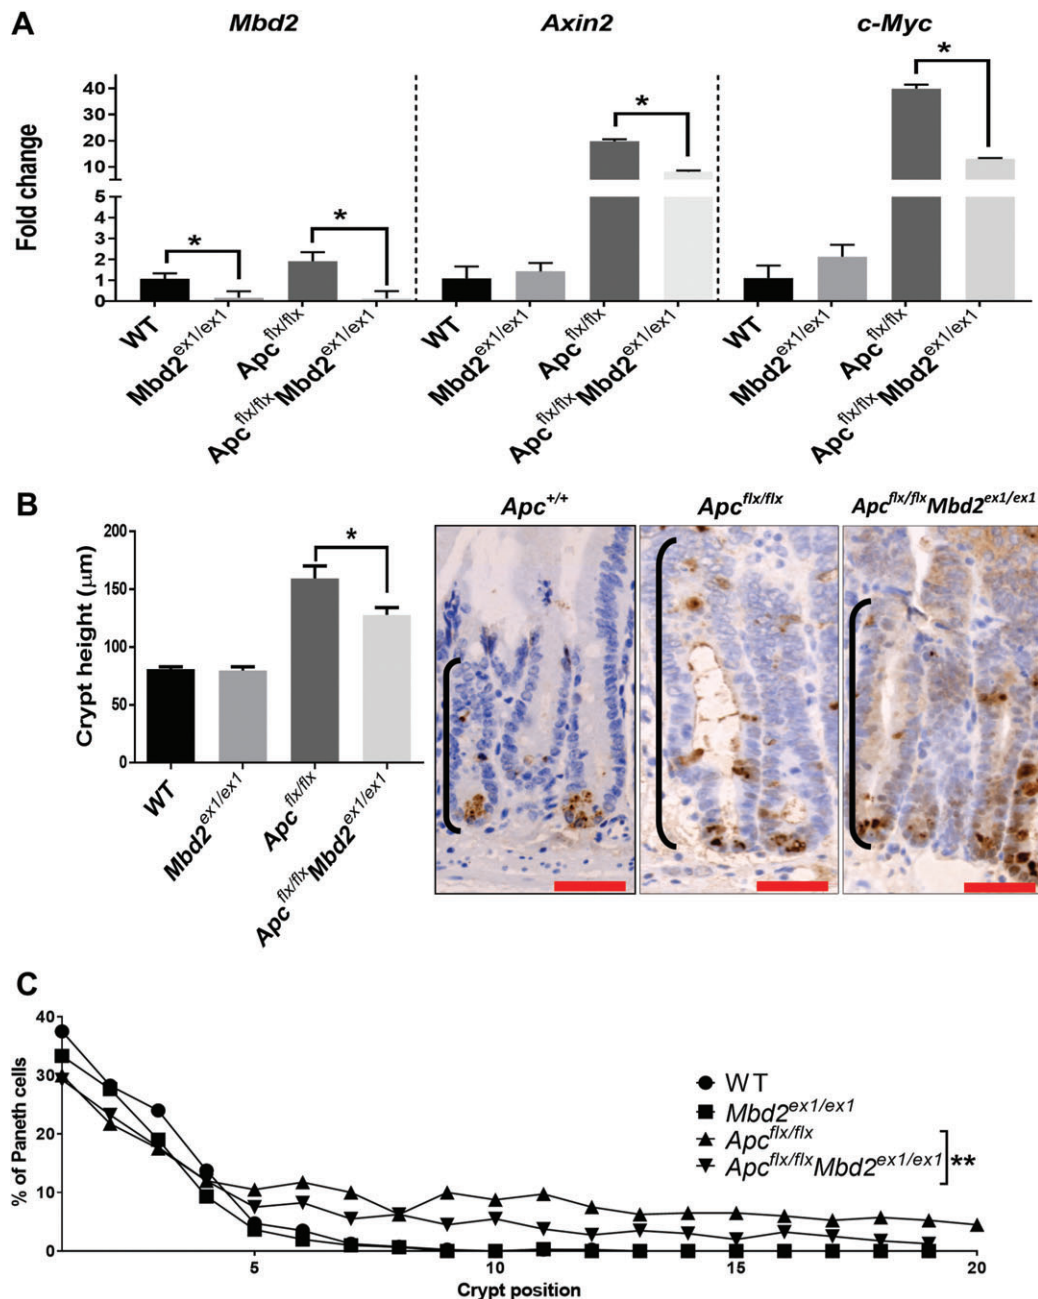 A
Mbd2 Axin2 c-Myc
* * * *
Fold change
40
30
20
10
5
4
3
2
1
0
WT Mbd2ex1/ex1 Apcflx/flx Apcflx/flxMbd2ex1/ex1 WT Mbd2ex1/ex1 Apcflx/flx Apcflx/flxMbd2ex1/ex1 WT Mbd2ex1/ex1 Apcflx/flx Apcflx/flxMbd2ex1/ex1
B
Apc+/+ Apcflx/flx Apcflx/flxMbd2ex1/ex1
*
Crypt height (μm)
200
150
100
50
0
WT Mbd2ex1/ex1 Apcflx/flx Apcflx/flxMbd2ex1/ex1
C
% of Paneth cells
40
30
20
10
0
WT
Mbd2ex1/ex1
Apcflx/flx
Apcflx/flxMbd2ex1/ex1
**
5 10 15 20
Crypt position